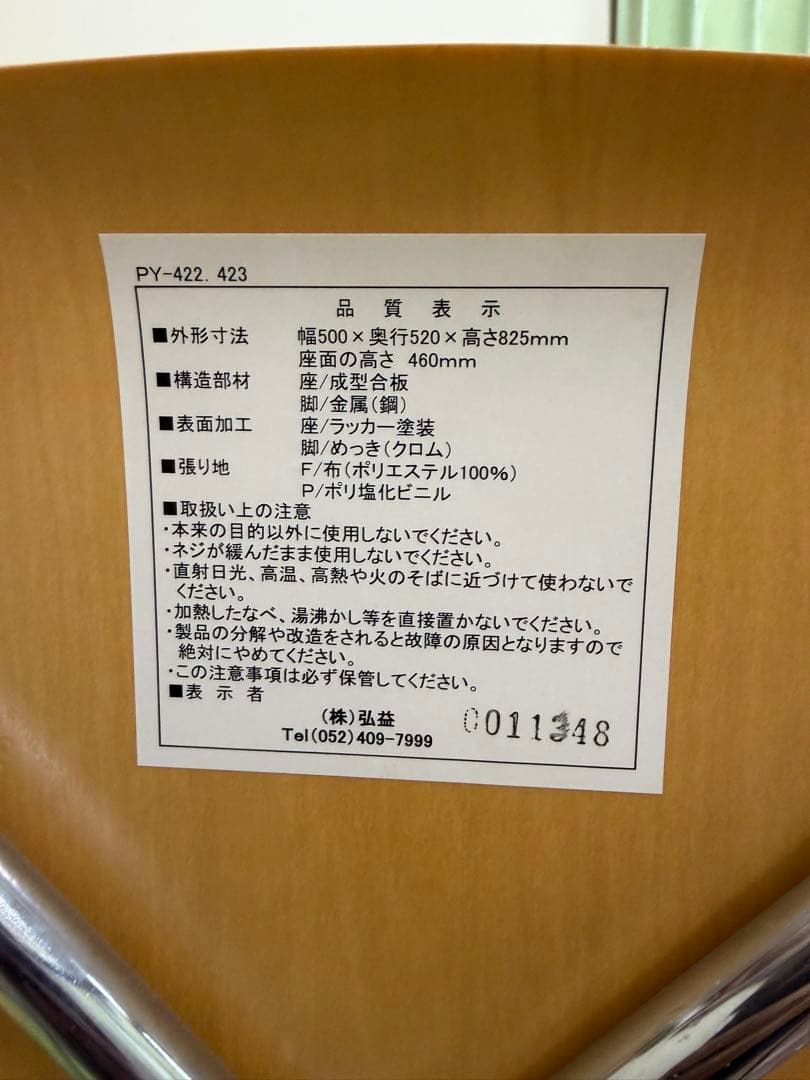 PY-422. 423
品 質 表 示
■外形寸法 幅500×奥行520×高さ825mm
座面の高さ 460mm
■構造部材 座/成型合板
脚/金属(鋼)
■表面加工 座/ラッカー塗装
脚/めっき(クロム)
■張り地 F/布(ポリエステル100%)
P/ポリ塩化ビニル
■取扱い上の注意
・本来の目的以外に使用しないでください。
・ネジが緩んだまま使用しないでください。
・直射日光、高温、高熱や火のそばに近づけて使わないで
ください。
・加熱したなべ、湯沸かし等を直接置かないでください。
・製品の分解や改造をされると故障の原因となりますので
絶対にやめてください。
・この注意事項は必ず保管してください。
■表 示 者
(株)弘益
Tel(052)409-7999
0011348